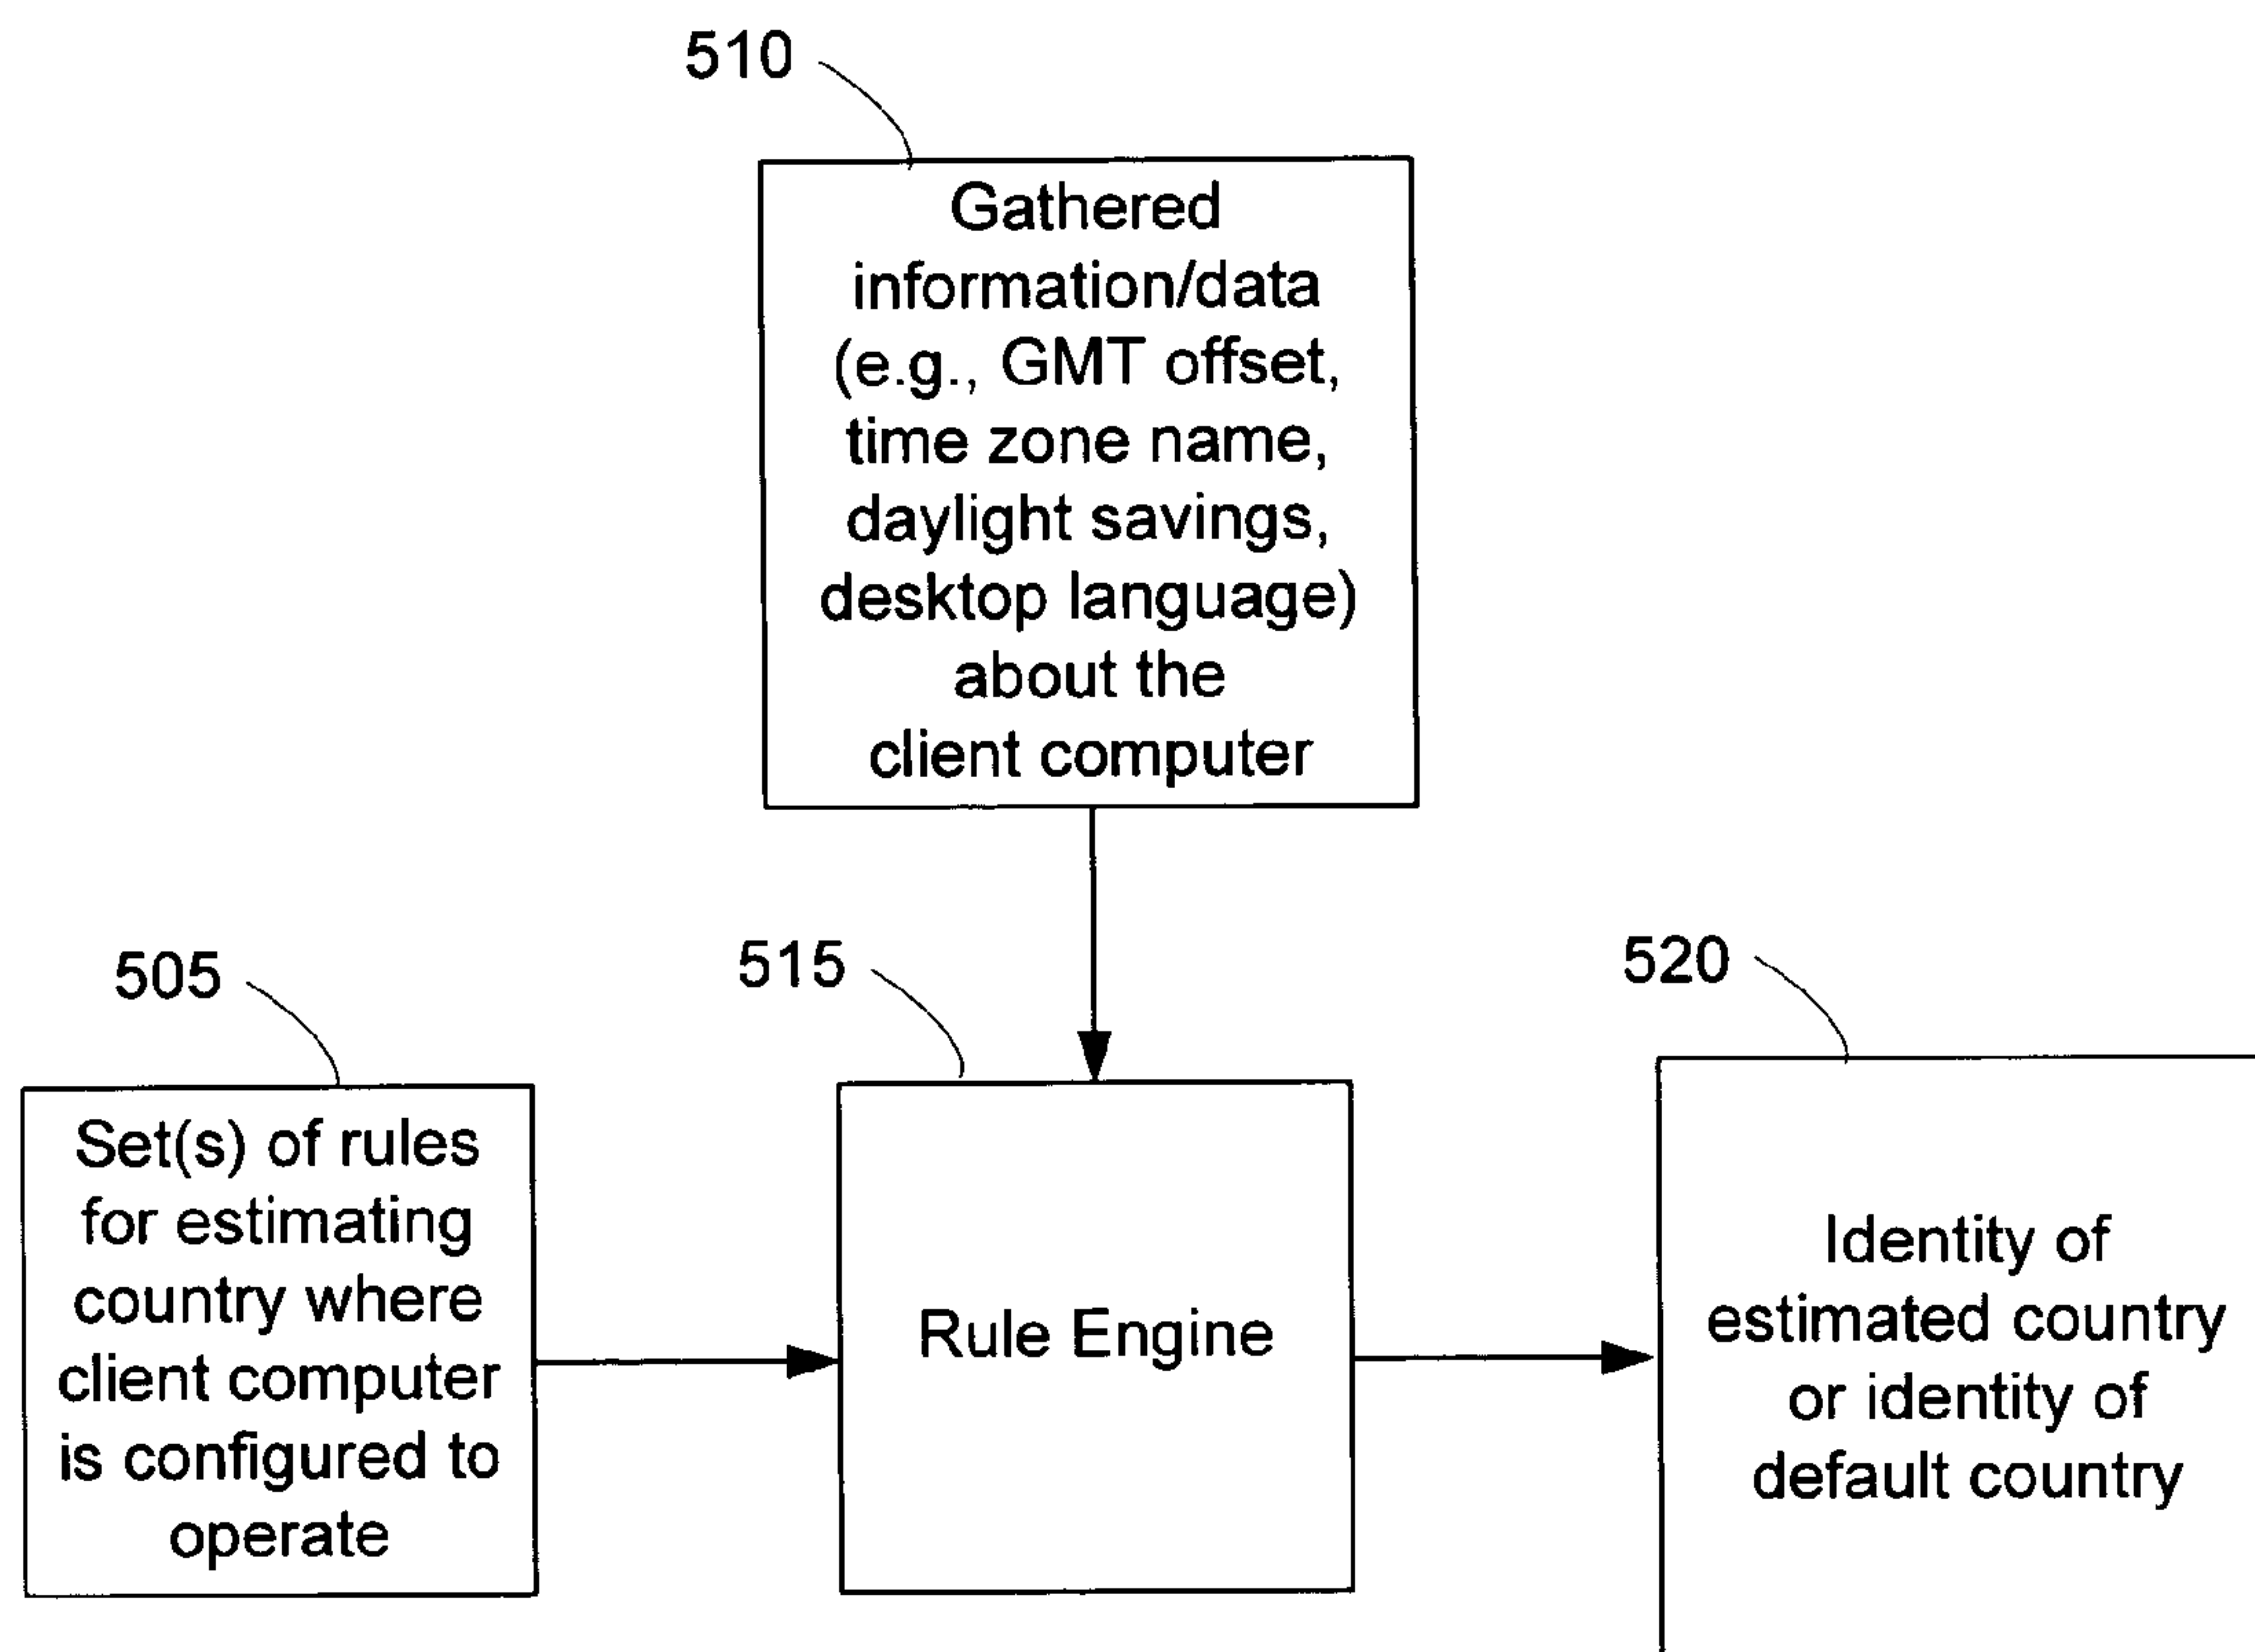 510
Gathered
information/data
(e.g., GMT offset,
time zone name,
daylight savings,
desktop language)
about the
client computer
505
Set(s) of rules
for estimating
country where
client computer
is configured to
operate
515
Rule Engine
520
Identity of
estimated country
or identity of
default country